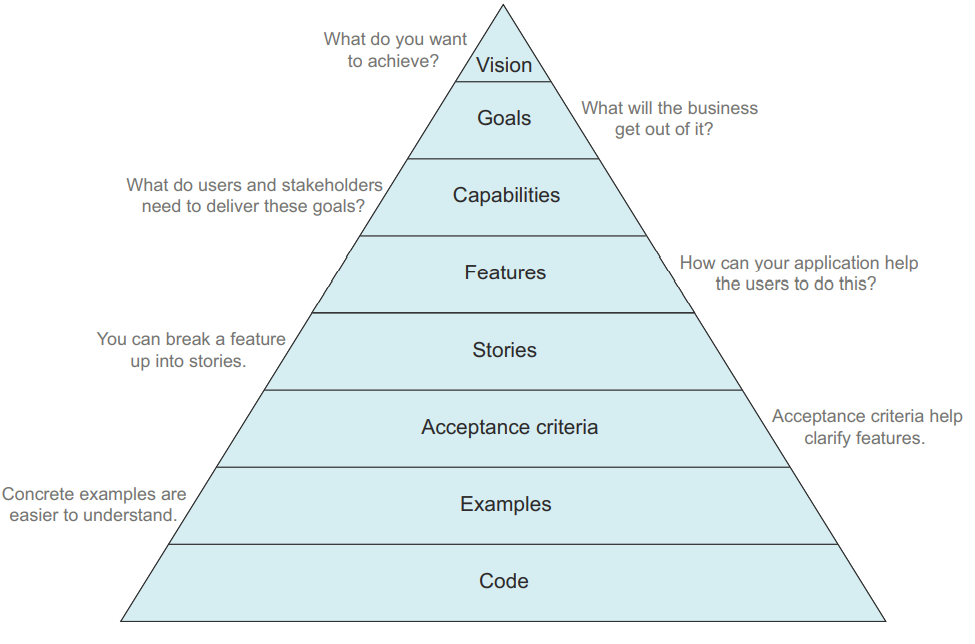 What do you want
to achieve?
Vision
Goals
What will the business
get out of it?
What do users and stakeholders
need to deliver these goals?
Capabilities
Features
How can your application help
the users to do this?
You can break a feature
up into stories.
Stories
Acceptance criteria
Acceptance criteria help
clarify features.
Concrete examples are
easier to understand.
Examples
Code